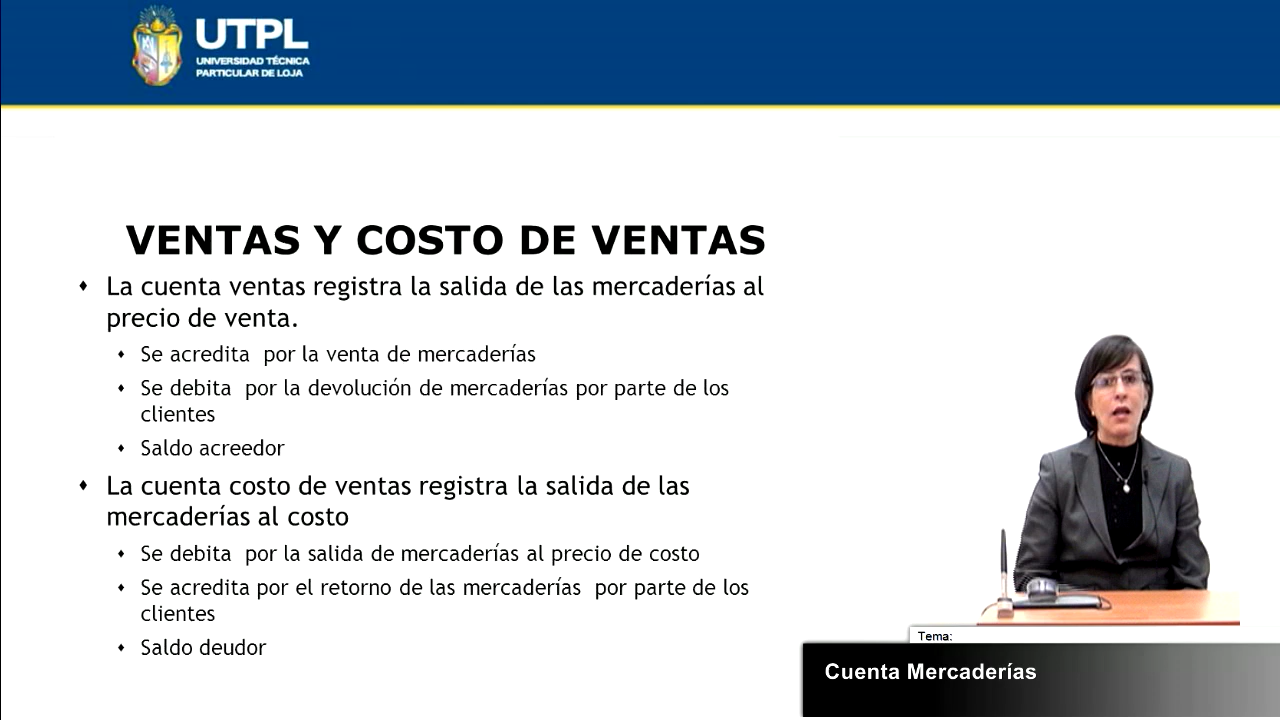 UTPL
UNIVERSIDAD TÉCNICA
PARTICULAR DE LOJA
VENTAS Y COSTO DE VENTAS
La cuenta ventas registra la salida de las mercaderías al
precio de venta.
Se acredita por la venta de mercaderías
Se debita por la devolución de mercaderías por parte de los
clientes
Saldo acreedor
La cuenta costo de ventas registra la salida de las
mercaderías al costo
Se debita por la salida de mercaderías al precio de costo
Se acredita por el retorno de las mercaderías por parte de los
clientes
Saldo deudor
Tema:
Cuenta Mercaderías